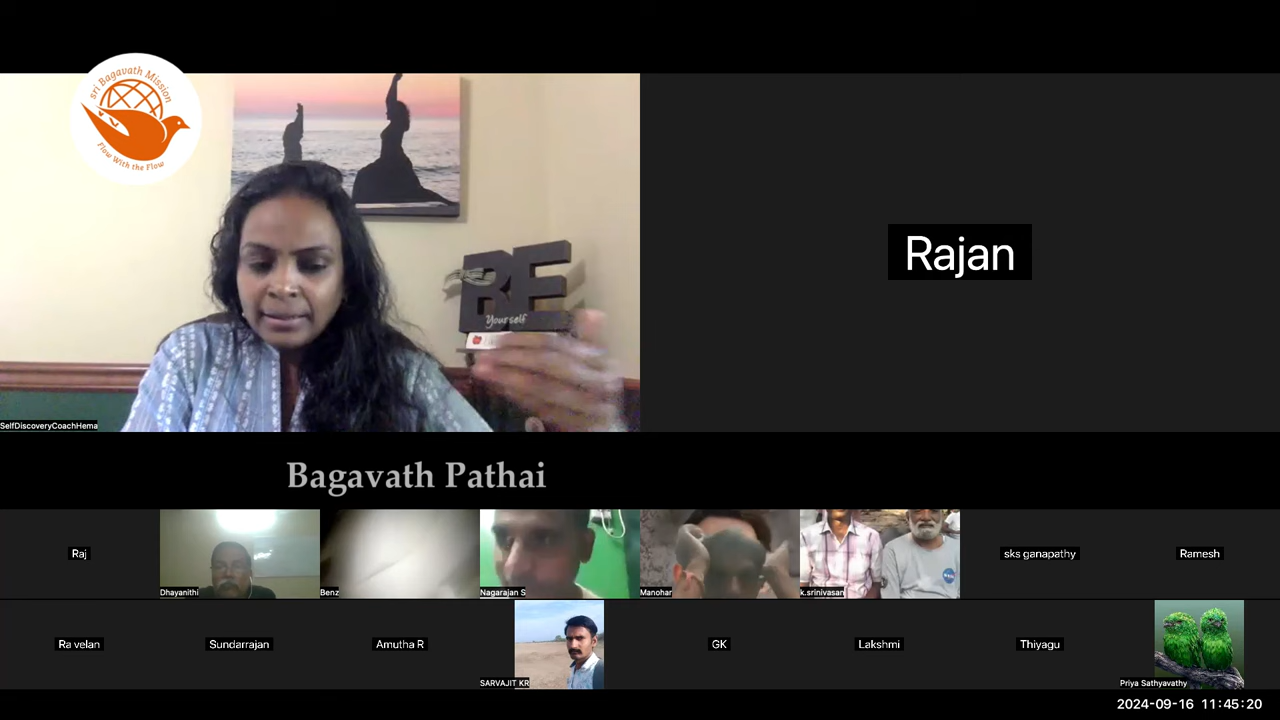 sri Bagavath Mission
Flow With the Flow
BE
Yourself
Rajan
SelfDiscoveryCoachHema
Bagavath Pathai
Raj
Dhayanithi
Benz
Nagarajan S
Manohar
k.srinivasan
sks ganapathy
Ramesh
Ra velan
Sundarrajan
Amutha R
SARVAJIT KR
GK
Lakshmi
Thiyagu
Priya Sathyavathy
2024-09-16 11:45:20